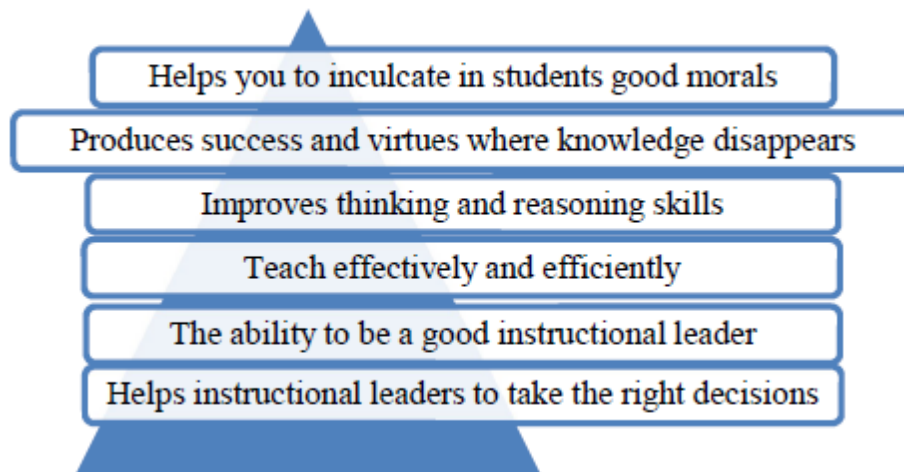 Helps you to inculcate in students good morals
Produces success and virtues where knowledge disappears
Improves thinking and reasoning skills
Teach effectively and efficiently
The ability to be a good instructional leader
Helps instructional leaders to take the right decisions